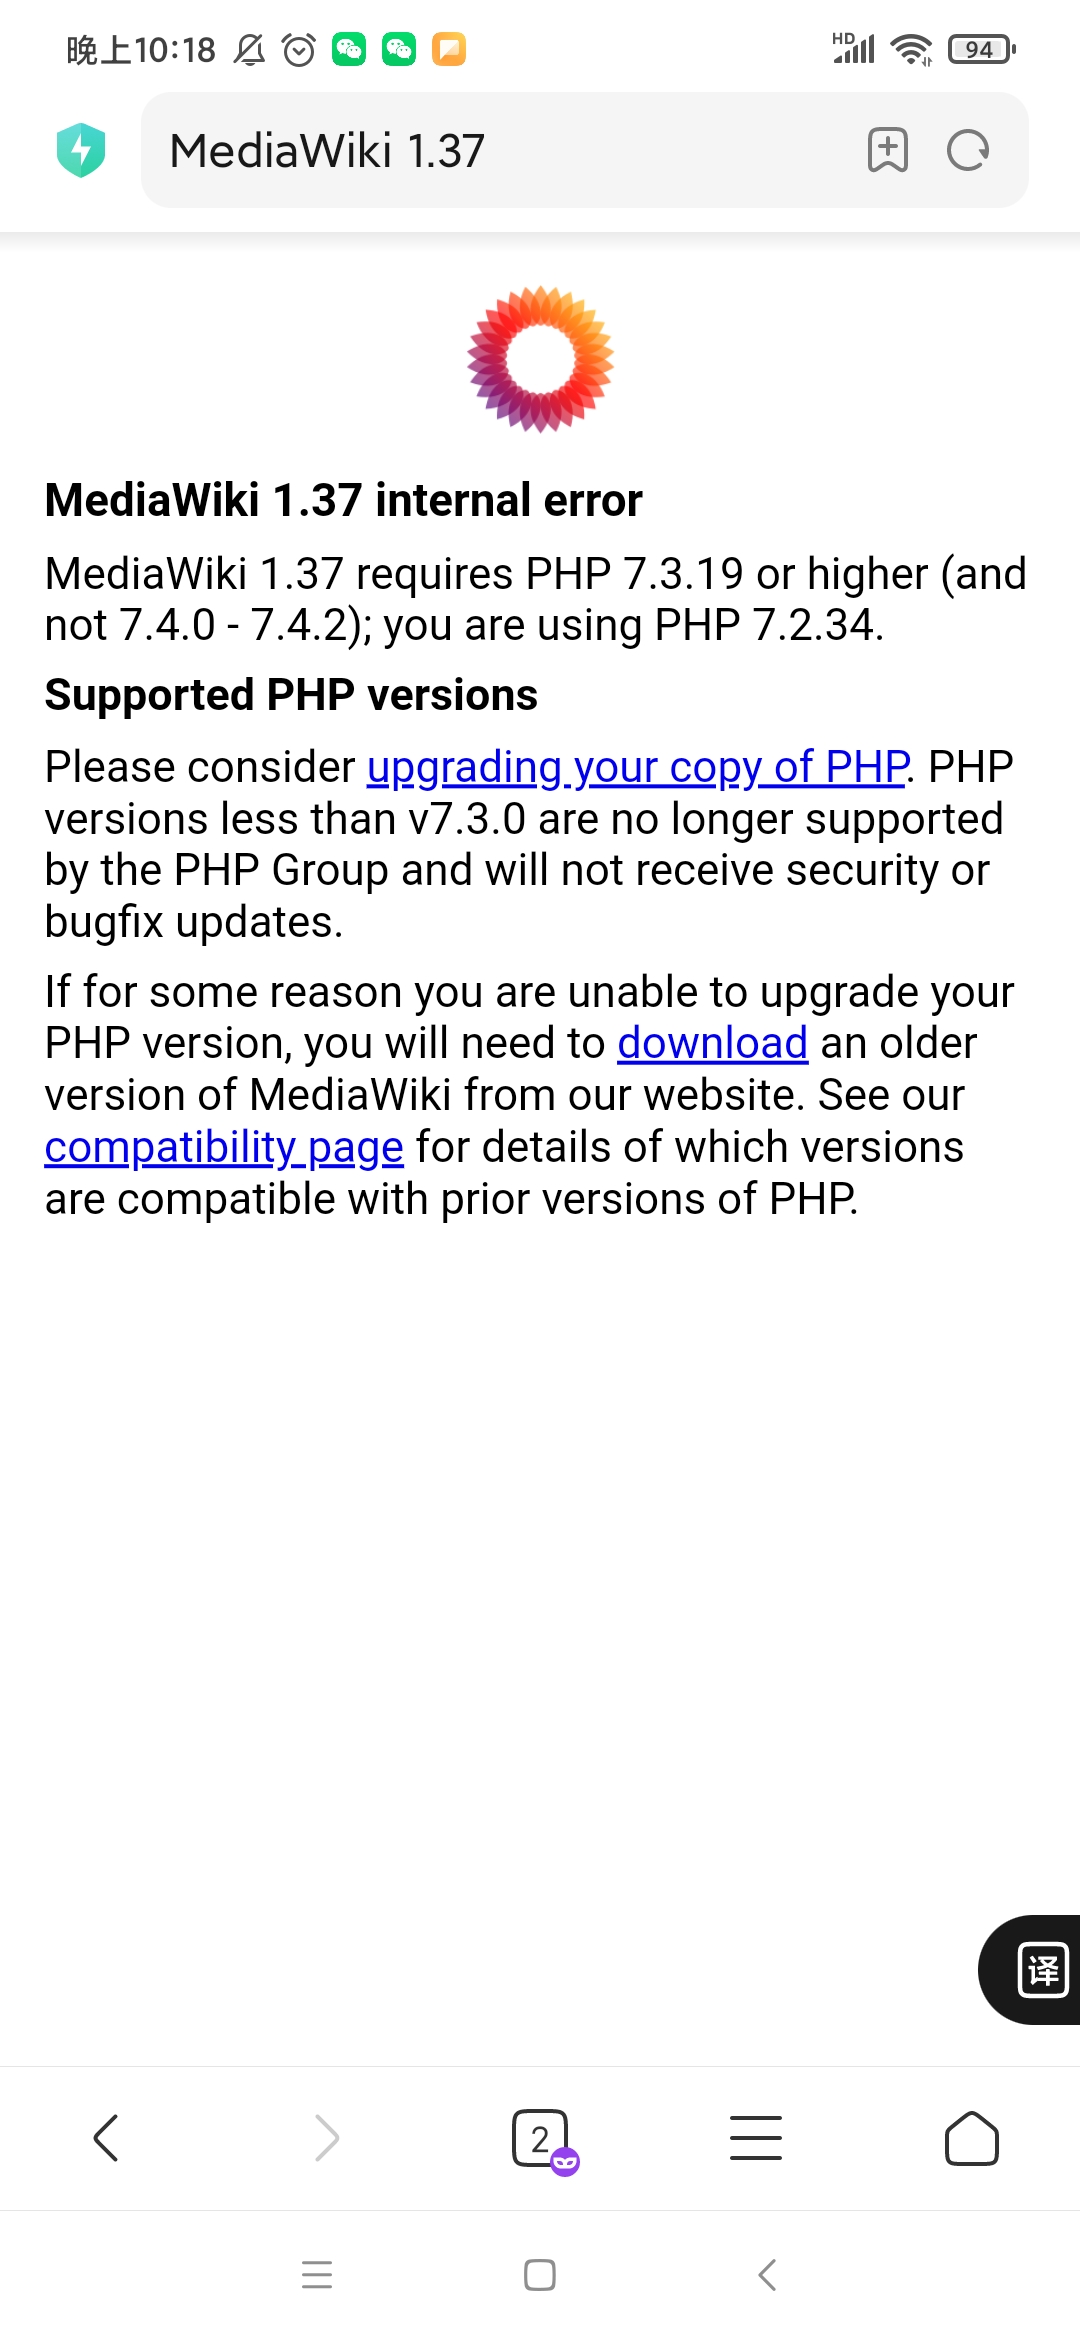 晚上10:18
HD
94
MediaWiki 1.37
MediaWiki 1.37 internal error
MediaWiki 1.37 requires PHP 7.3.19 or higher (and
not 7.4.0 - 7.4.2); you are using PHP 7.2.34.
Supported PHP versions
Please consider upgrading your copy of PHP. PHP
versions less than v7.3.0 are no longer supported
by the PHP Group and will not receive security or
bugfix updates.
If for some reason you are unable to upgrade your
PHP version, you will need to download an older
version of MediaWiki from our website. See our
compatibility page for details of which versions
are compatible with prior versions of PHP.
译
2